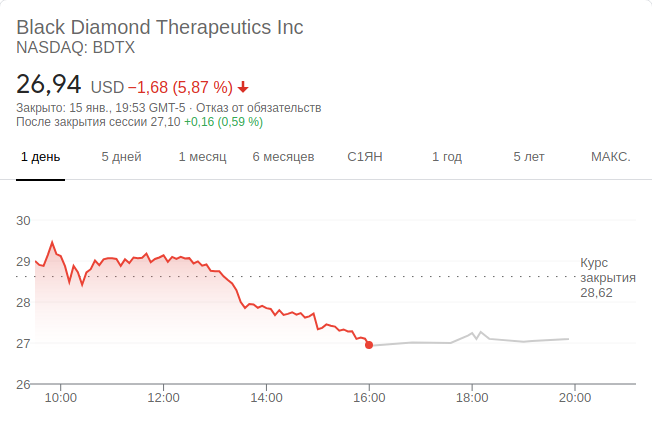 Black Diamond Therapeutics Inc
NASDAQ: BDTX
26,94 USD −1,68 (5,87 %)
Закрыто: 15 янв., 19:53 GMT-5 · Отказ от обязательств
После закрытия сессии 27,10 +0,16 (0,59 %)
1 день 5 дней 1 месяц 6 месяцев С1ЯН 1 год 5 лет МАКС.
30
29
28
27
26
Курс
закрытия
28,62
10:00 12:00 14:00 16:00 18:00 20:00